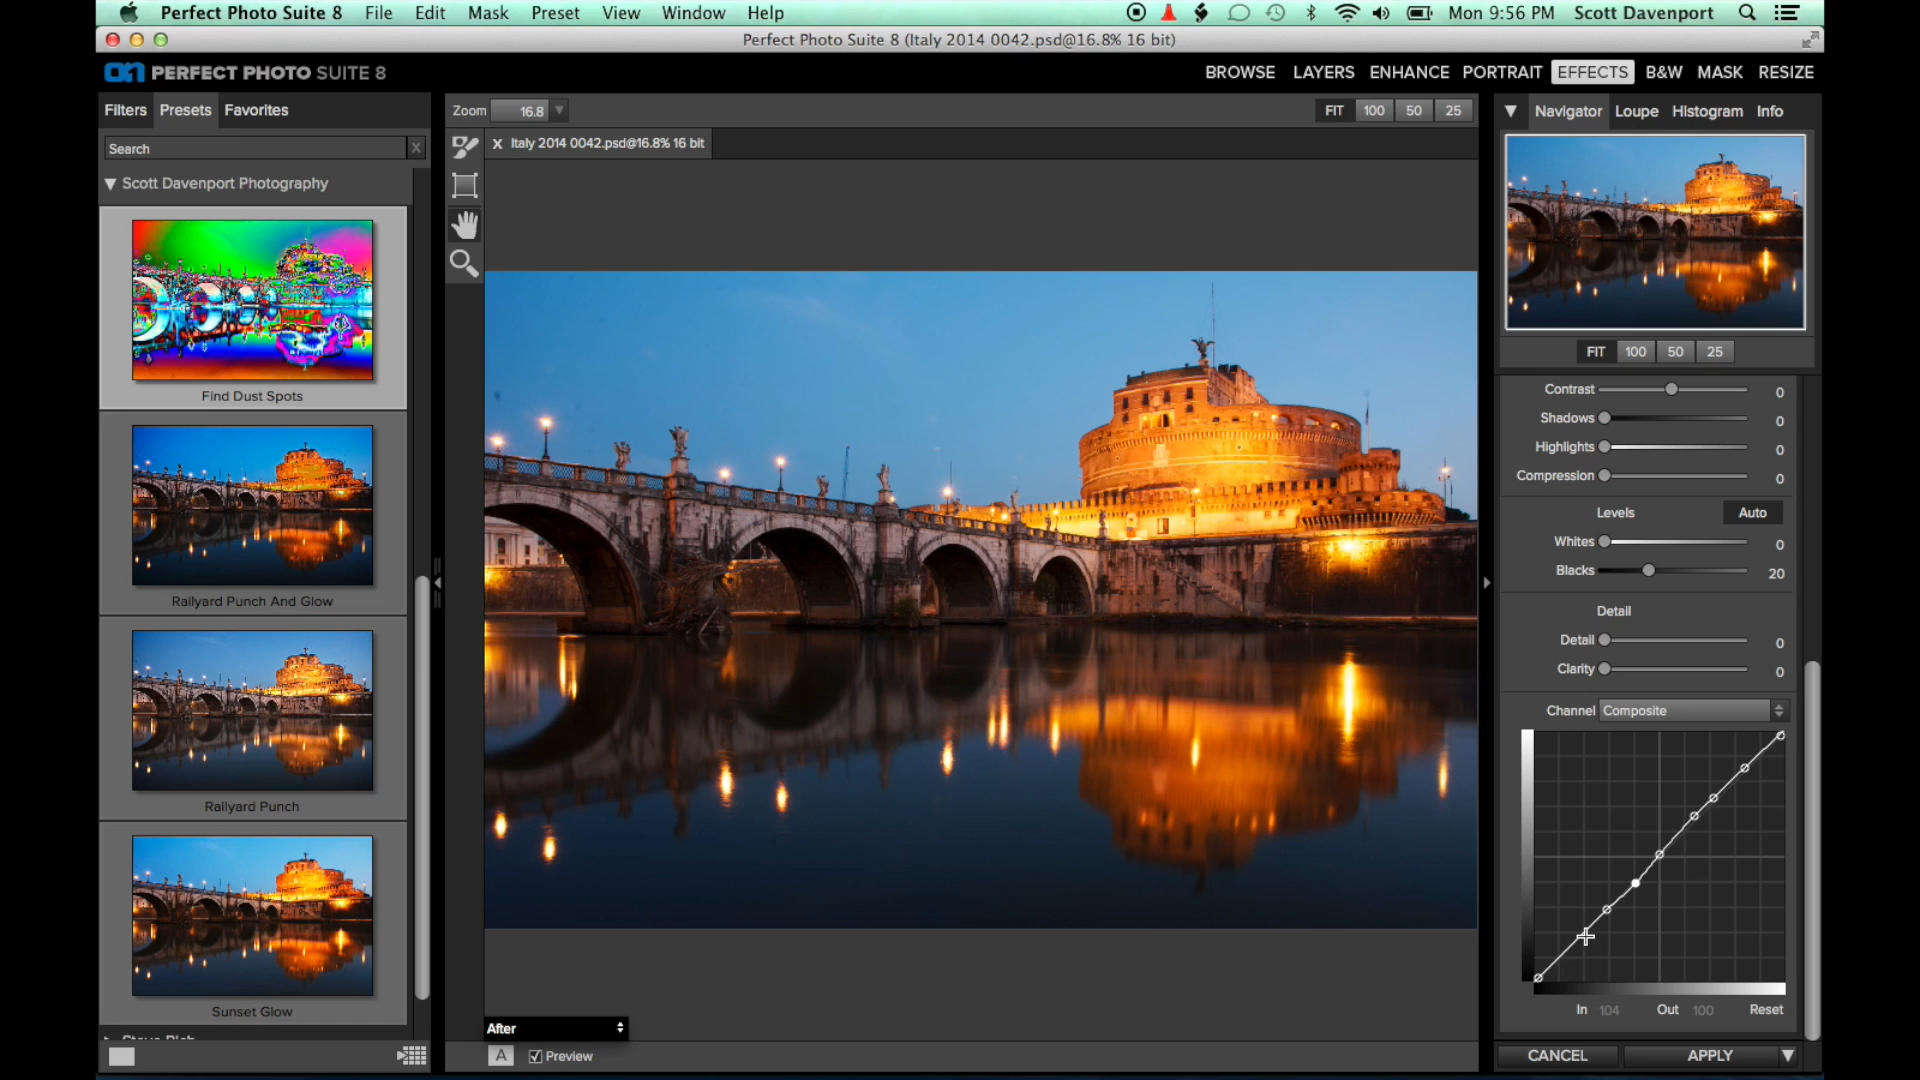 Perfect Photo Suite 8 File Edit Mask Preset View Window Help Mon 9:56 PM Scott Davenport
Perfect Photo Suite 8 (Italy 2014 0042.psd@16.8% 16 bit)
on1 PERFECT PHOTO SUITE 8 BROWSE LAYERS ENHANCE PORTRAIT EFFECTS B&W MASK RESIZE
Filters Presets Favorites
Zoom 16.8 FIT 100 50 25
Navigator Loupe Histogram Info
Search X
X Italy 2014 0042.psd@16.8% 16 bit
Scott Davenport Photography
Find Dust Spots
Railyard Punch And Glow
Railyard Punch
Sunset Glow
FIT 100 50 25
Contrast 0
Shadows 0
Highlights 0
Compression 0
Levels Auto
Whites 0
Blacks 20
Detail
Detail 0
Clarity 0
Channel Composite
In 104 Out 100 Reset
After
A Preview
CANCEL APPLY